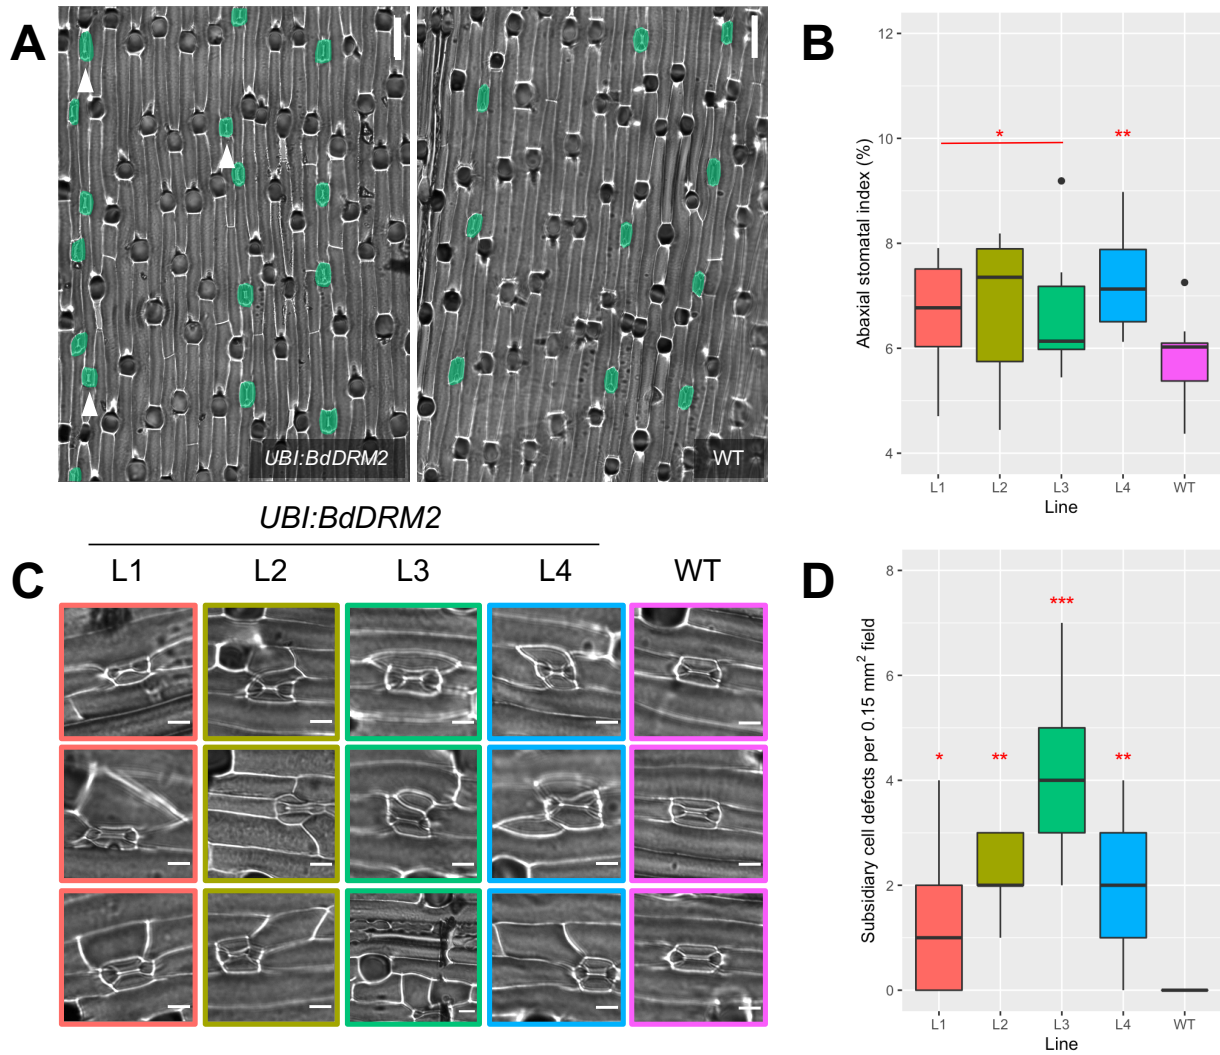 A
UBI:BdDRM2
WT
B
Abaxial stomatal index (%)
12
10
8
6
4
*
**
L1 L2 L3 L4 WT
Line
C
UBI:BdDRM2
L1 L2 L3 L4 WT
D
Subsidiary cell defects per 0.15 mm² field
8
6
4
2
0
* ** *** **
L1 L2 L3 L4 WT
Line